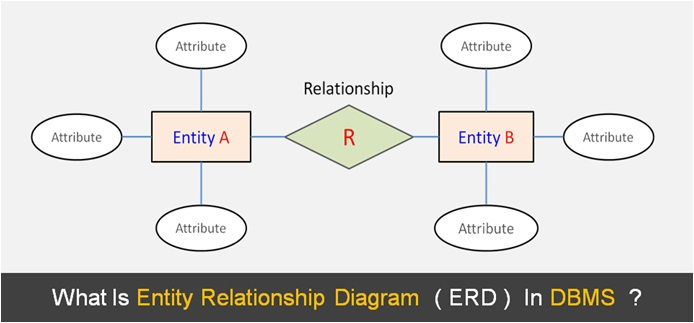 Attribute
Attribute
Relationship
Attribute
Entity A
R
Entity B
Attribute
Attribute
Attribute
What Is Entity Relationship Diagram ( ERD ) In DBMS ?